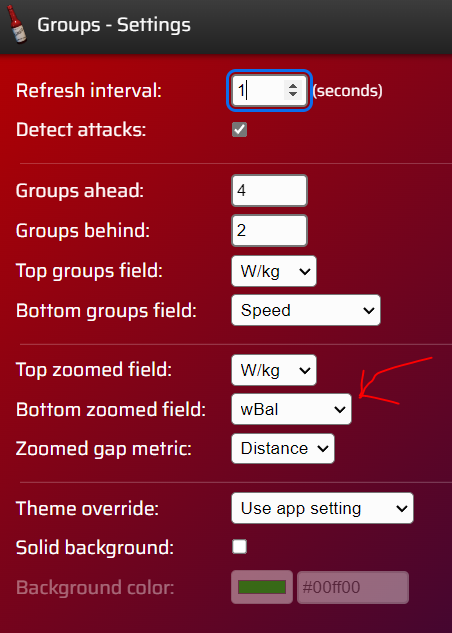 Groups - Settings
Refresh interval: 1 (seconds)
Detect attacks:
Groups ahead: 4
Groups behind: 2
Top groups field: W/kg
Bottom groups field: Speed
Top zoomed field: W/kg
Bottom zoomed field: wBal
Zoomed gap metric: Distance
Theme override: Use app setting
Solid background:
Background color: #00ff00